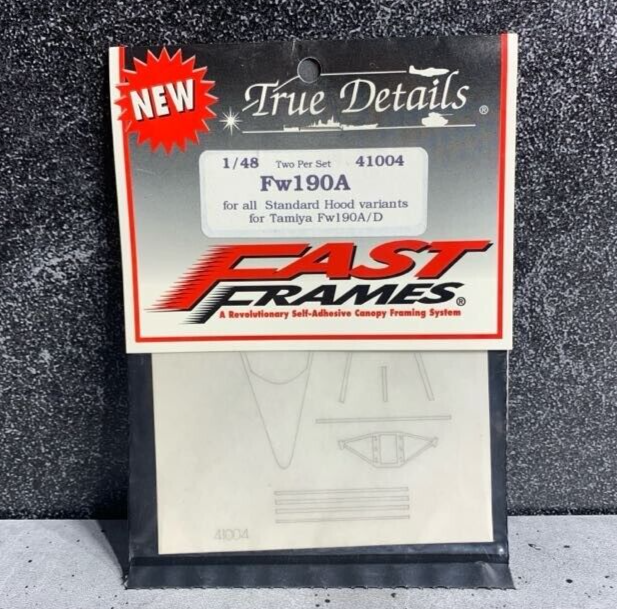 NEW
True Details ®
1/48 Two Per Set 41004
Fw190A
for all Standard Hood variants
for Tamiya Fw190A/D
FAST
FRAMES®
A Revolutionary Self-Adhesive Canopy Framing System
41004